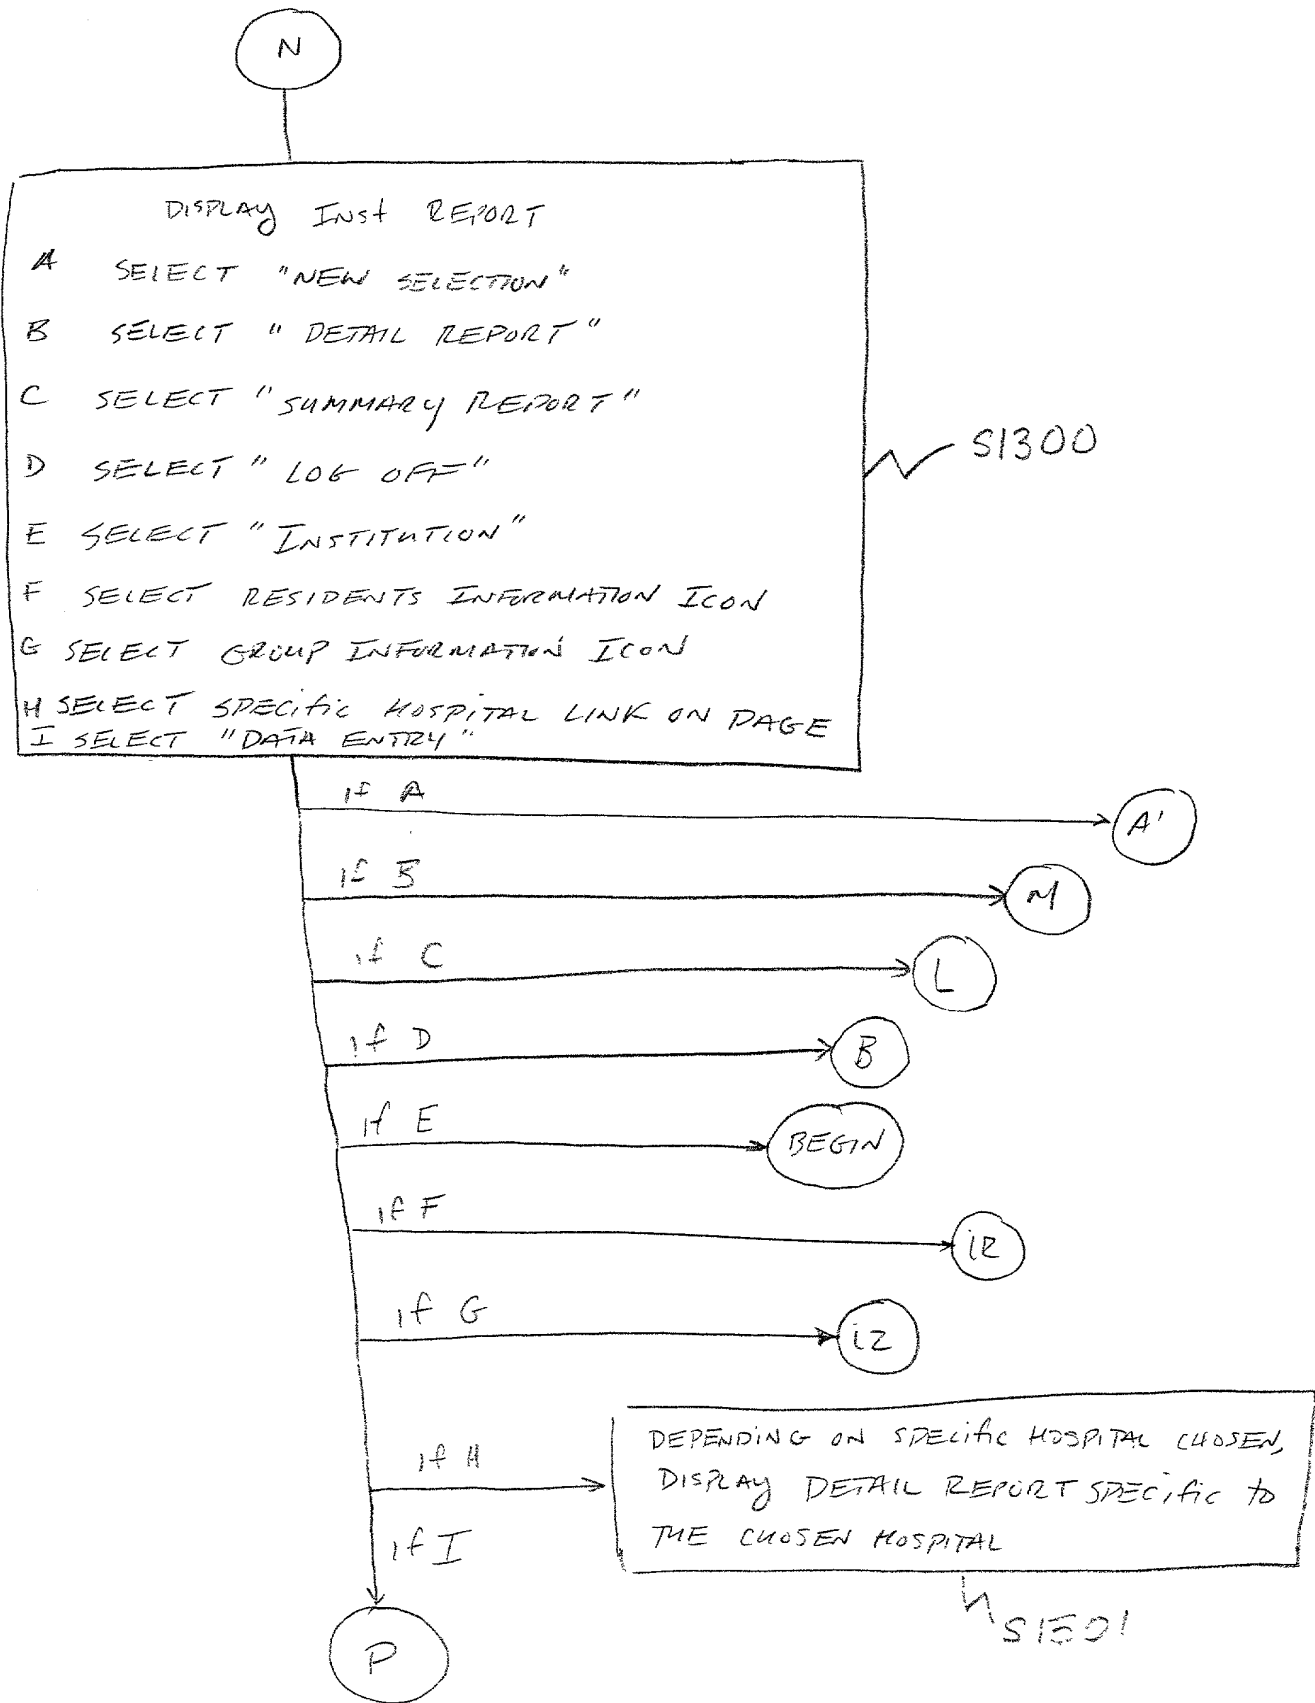 N
DISPLAY INST REPORT
A SELECT "NEW SELECTION"
B SELECT "DETAIL REPORT"
C SELECT "SUMMARY REPORT"
D SELECT "LOG OFF"
E SELECT "INSTITUTION"
F SELECT RESIDENTS INFORMATION ICON
G SELECT GROUP INFORMATION ICON
H SELECT SPECIFIC HOSPITAL LINK ON PAGE
I SELECT "DATA ENTRY"
S1300
if A
A'
if B
M
if C
L
if D
B
if E
BEGIN
if F
iR
if G
iz
if H
DEPENDING ON SPECIFIC HOSPITAL CHOSEN,
DISPLAY DETAIL REPORT SPECIFIC TO
THE CHOSEN HOSPITAL
if I
S1301
P